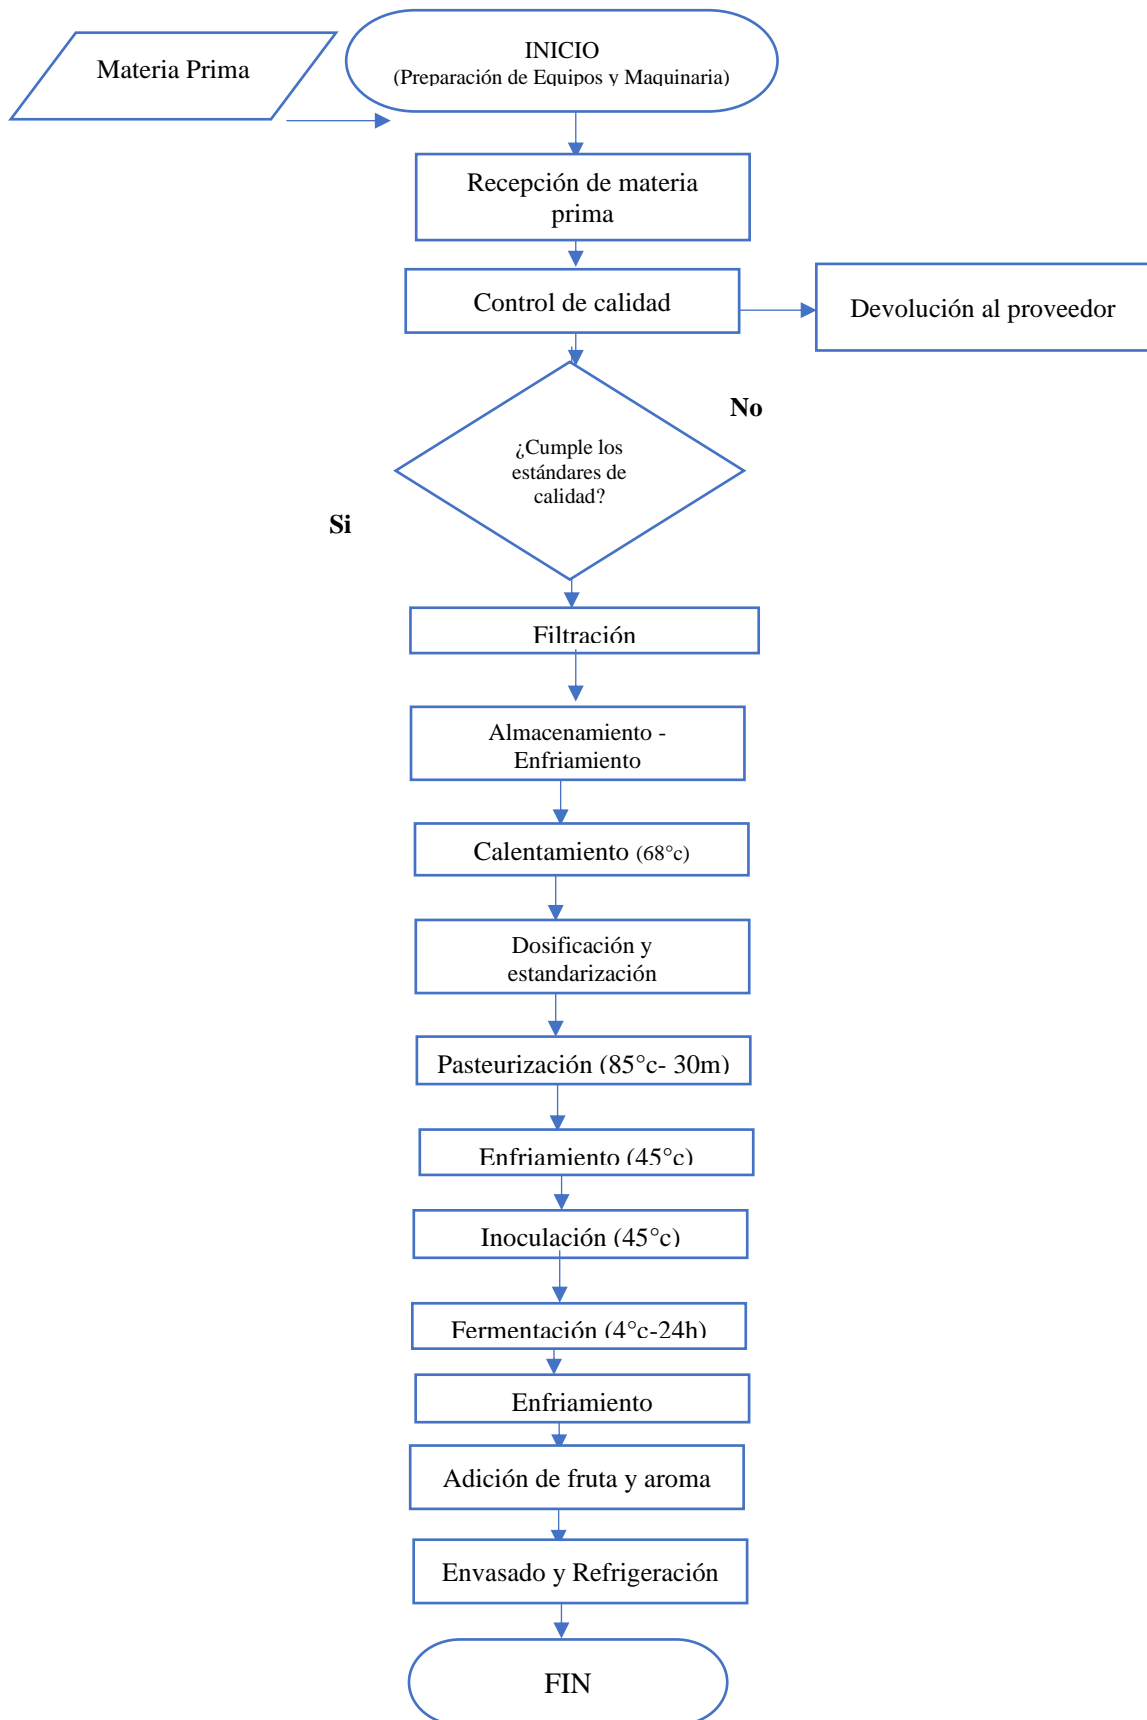 Materia Prima
INICIO
(Preparación de Equipos y Maquinaria)
Recepción de materia
prima
Control de calidad
Devolución al proveedor
No
¿Cumple los
estándares de
calidad?
Si
Filtración
Almacenamiento -
Enfriamiento
Calentamiento (68°c)
Dosificación y
estandarización
Pasteurización (85°c- 30m)
Enfriamiento (45°c)
Inoculación (45°c)
Fermentación (4°c-24h)
Enfriamiento
Adición de fruta y aroma
Envasado y Refrigeración
FIN